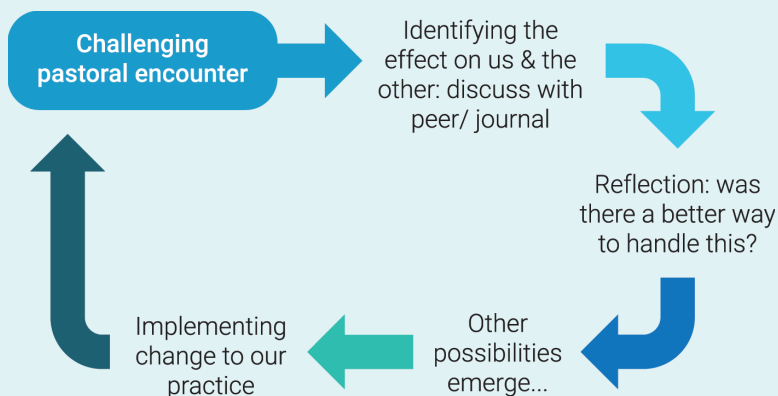 Challenging
pastoral encounter
Identifying the
effect on us & the
other: discuss with
peer/ journal
Reflection: was
there a better way
to handle this?
Other
possibilities
emerge...
Implementing
change to our
practice